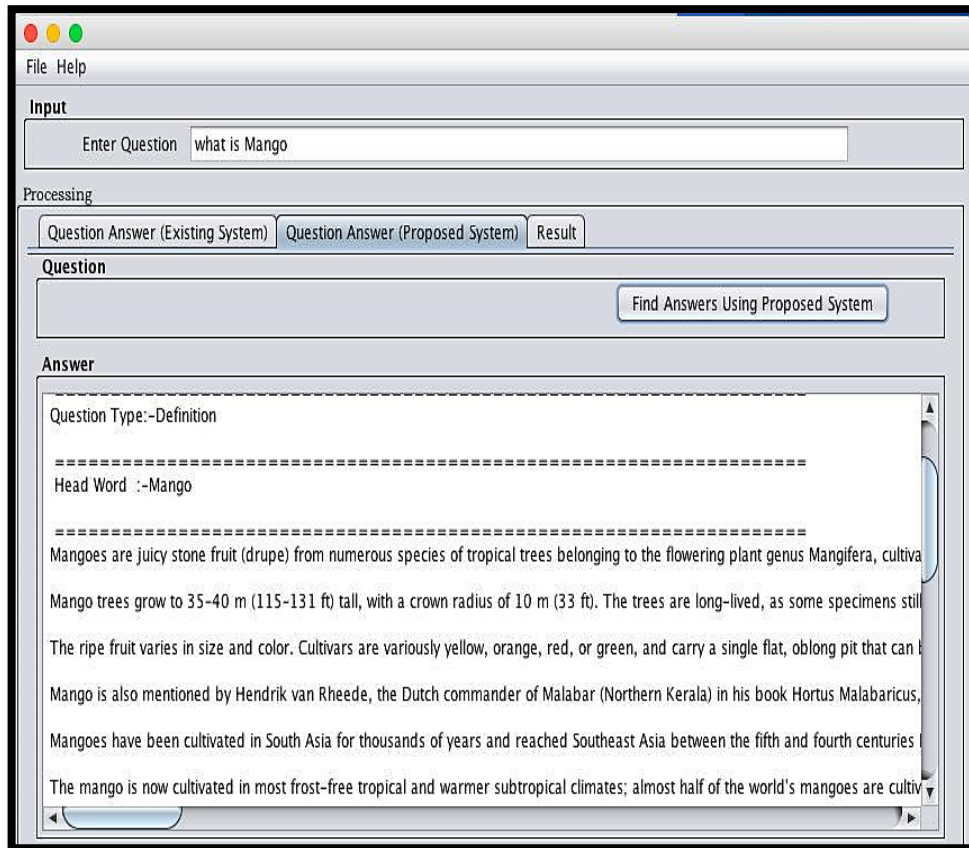 File Help
Input
Enter Question what is Mango
Processing
Question Answer (Existing System) Question Answer (Proposed System) Result
Question
Find Answers Using Proposed System
Answer
==================================================================
Question Type:-Definition
==================================================================
Head Word :-Mango
==================================================================
Mangoes are juicy stone fruit (drupe) from numerous species of tropical trees belonging to the flowering plant genus Mangifera, cultiva
Mango trees grow to 35-40 m (115-131 ft) tall, with a crown radius of 10 m (33 ft). The trees are long-lived, as some specimens still
The ripe fruit varies in size and color. Cultivars are variously yellow, orange, red, or green, and carry a single flat, oblong pit that can
Mango is also mentioned by Hendrik van Rheede, the Dutch commander of Malabar (Northern Kerala) in his book Hortus Malabaricus,
Mangoes have been cultivated in South Asia for thousands of years and reached Southeast Asia between the fifth and fourth centuries
The mango is now cultivated in most frost-free tropical and warmer subtropical climates; almost half of the world's mangoes are cultiv